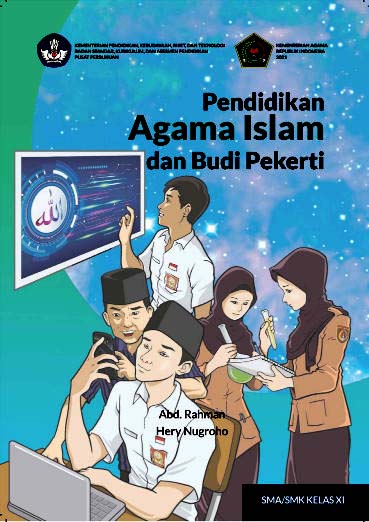 KEMENTERIAN PENDIDIKAN, KEBUDAYAAN, RISET, DAN TEKNOLOGI
BADAN STANDAR, KURIKULUM, DAN ASESMEN PENDIDIKAN
PUSAT PERBUKUAN
KEMENTERIAN AGAMA
REPUBLIK INDONESIA
2021
Pendidikan
Agama Islam
dan Budi Pekerti
الله
Abd. Rahman
Hery Nugroho
SMA/SMK KELAS XI